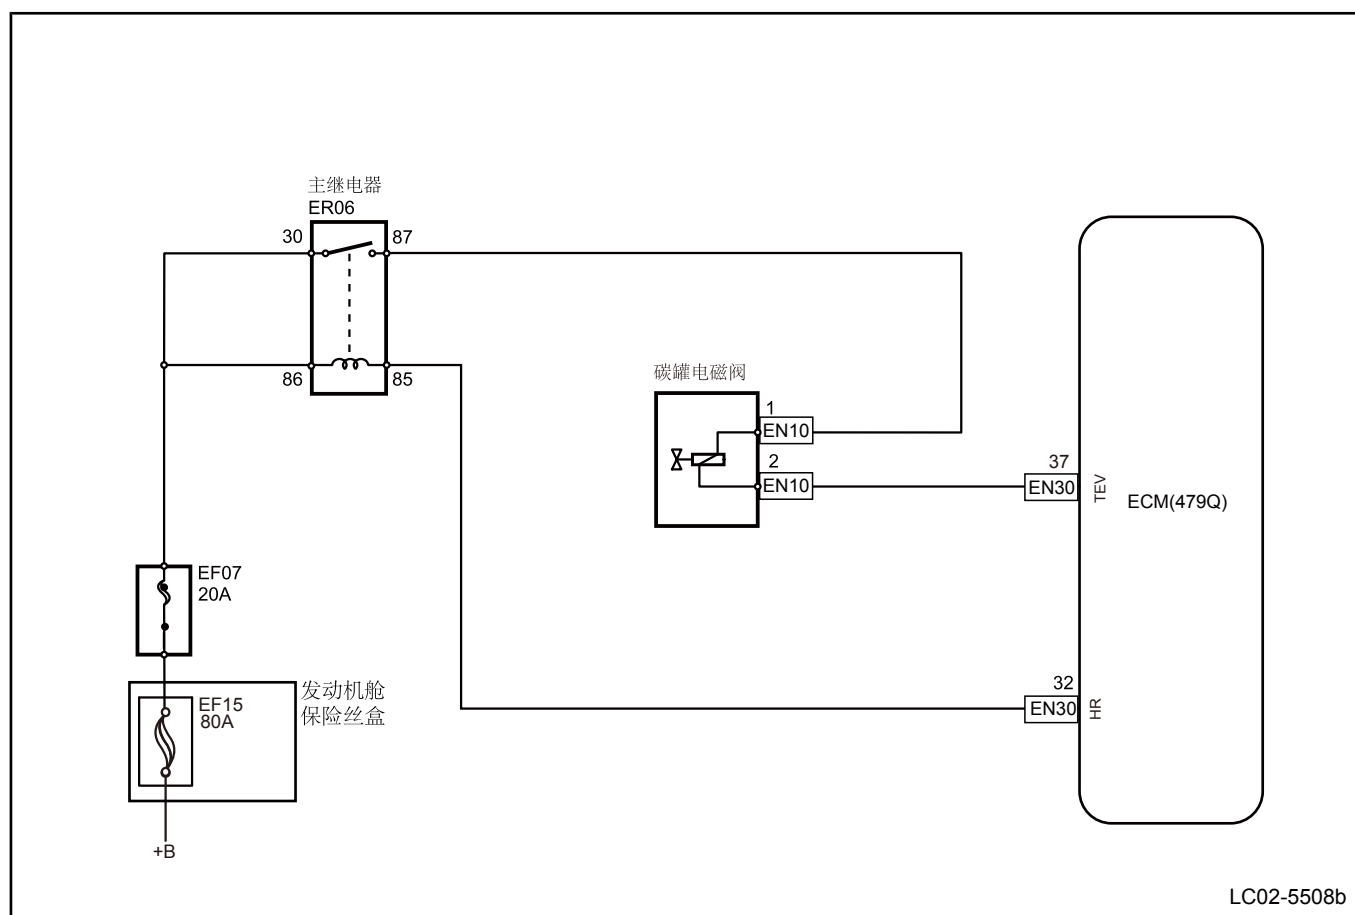 主继电器
ER06
30
87
86
85
碳罐电磁阀
1
EN10
2
EN10
37
EN30
TEV
ECM(479Q)
EF07
20A
32
EN30
HR
EF15
80A
发动机舱
保险丝盒
+B
LC02-5508b